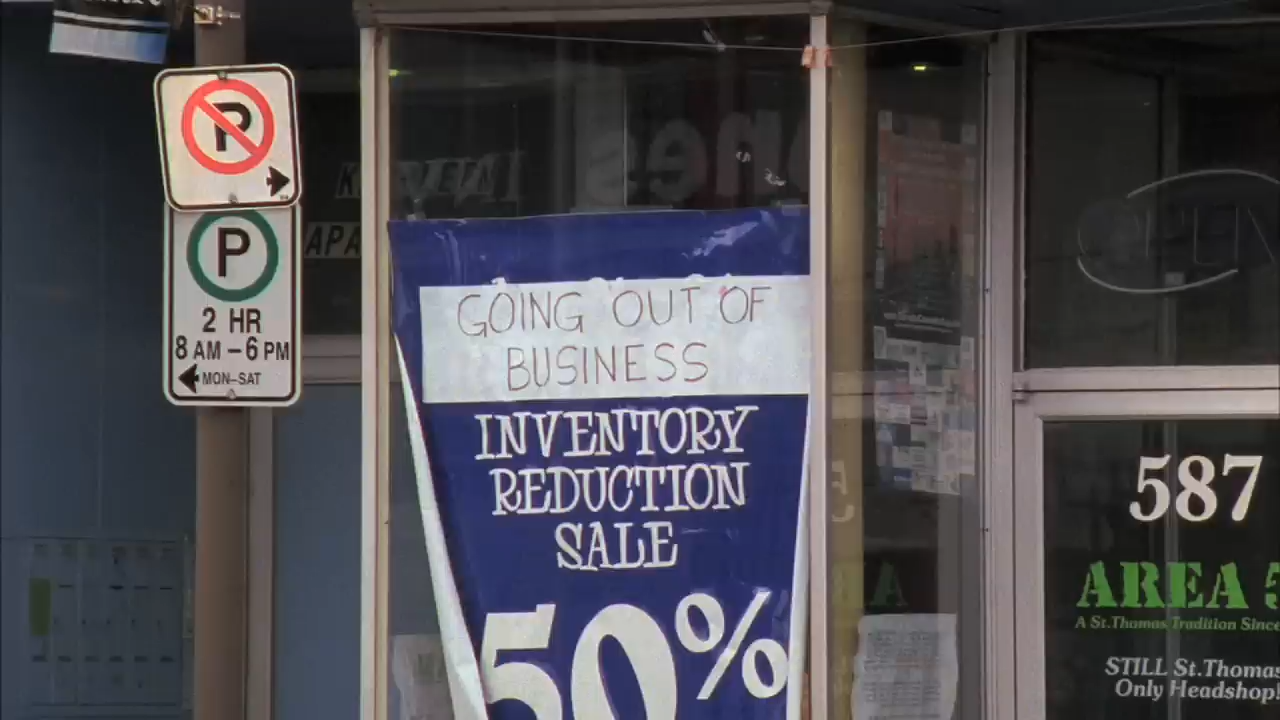 P
P
2 HR
8 AM – 6 PM
MON–SAT
GOING OUT OF
BUSINESS
INVENTORY
REDUCTION
SALE
50%
OPEN
587
AREA 5
A St.Thomas Tradition Since
STILL St.Thomas
Only Headshop!